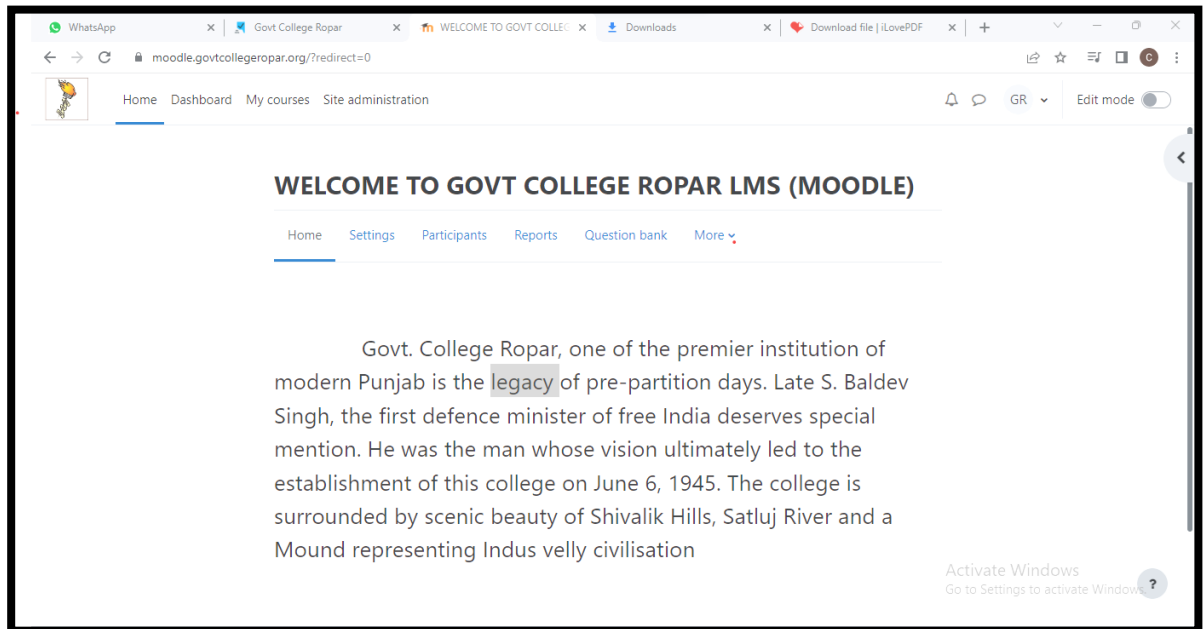 WhatsApp Govt College Ropar WELCOME TO GOVT COLLEG Downloads Download file | iLovePDF
moodle.govtcollegeropar.org/?redirect=0 C
Home Dashboard My courses Site administration GR Edit mode
WELCOME TO GOVT COLLEGE ROPAR LMS (MOODLE)
Home Settings Participants Reports Question bank More
Govt. College Ropar, one of the premier institution of
modern Punjab is the legacy of pre-partition days. Late S. Baldev
Singh, the first defence minister of free India deserves special
mention. He was the man whose vision ultimately led to the
establishment of this college on June 6, 1945. The college is
surrounded by scenic beauty of Shivalik Hills, Satluj River and a
Mound representing Indus velly civilisation
Activate Windows
Go to Settings to activate Windows. ?